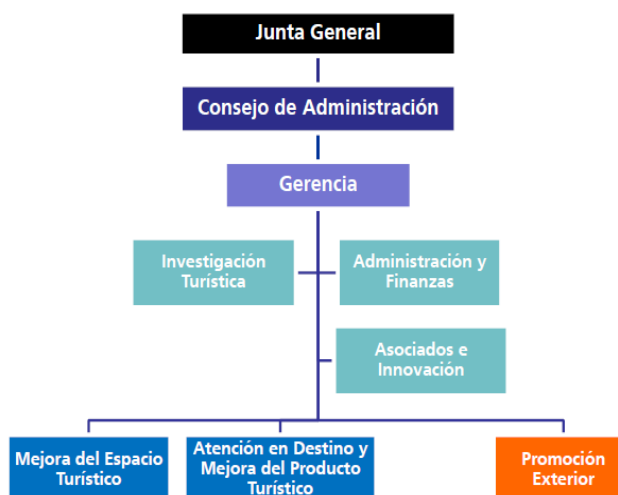 Junta General
Consejo de Administración
Gerencia
Investigación
Turística
Administración y
Finanzas
Asociados e
Innovación
Mejora del Espacio
Turístico
Atención en Destino y
Mejora del Producto
Turístico
Promoción
Exterior